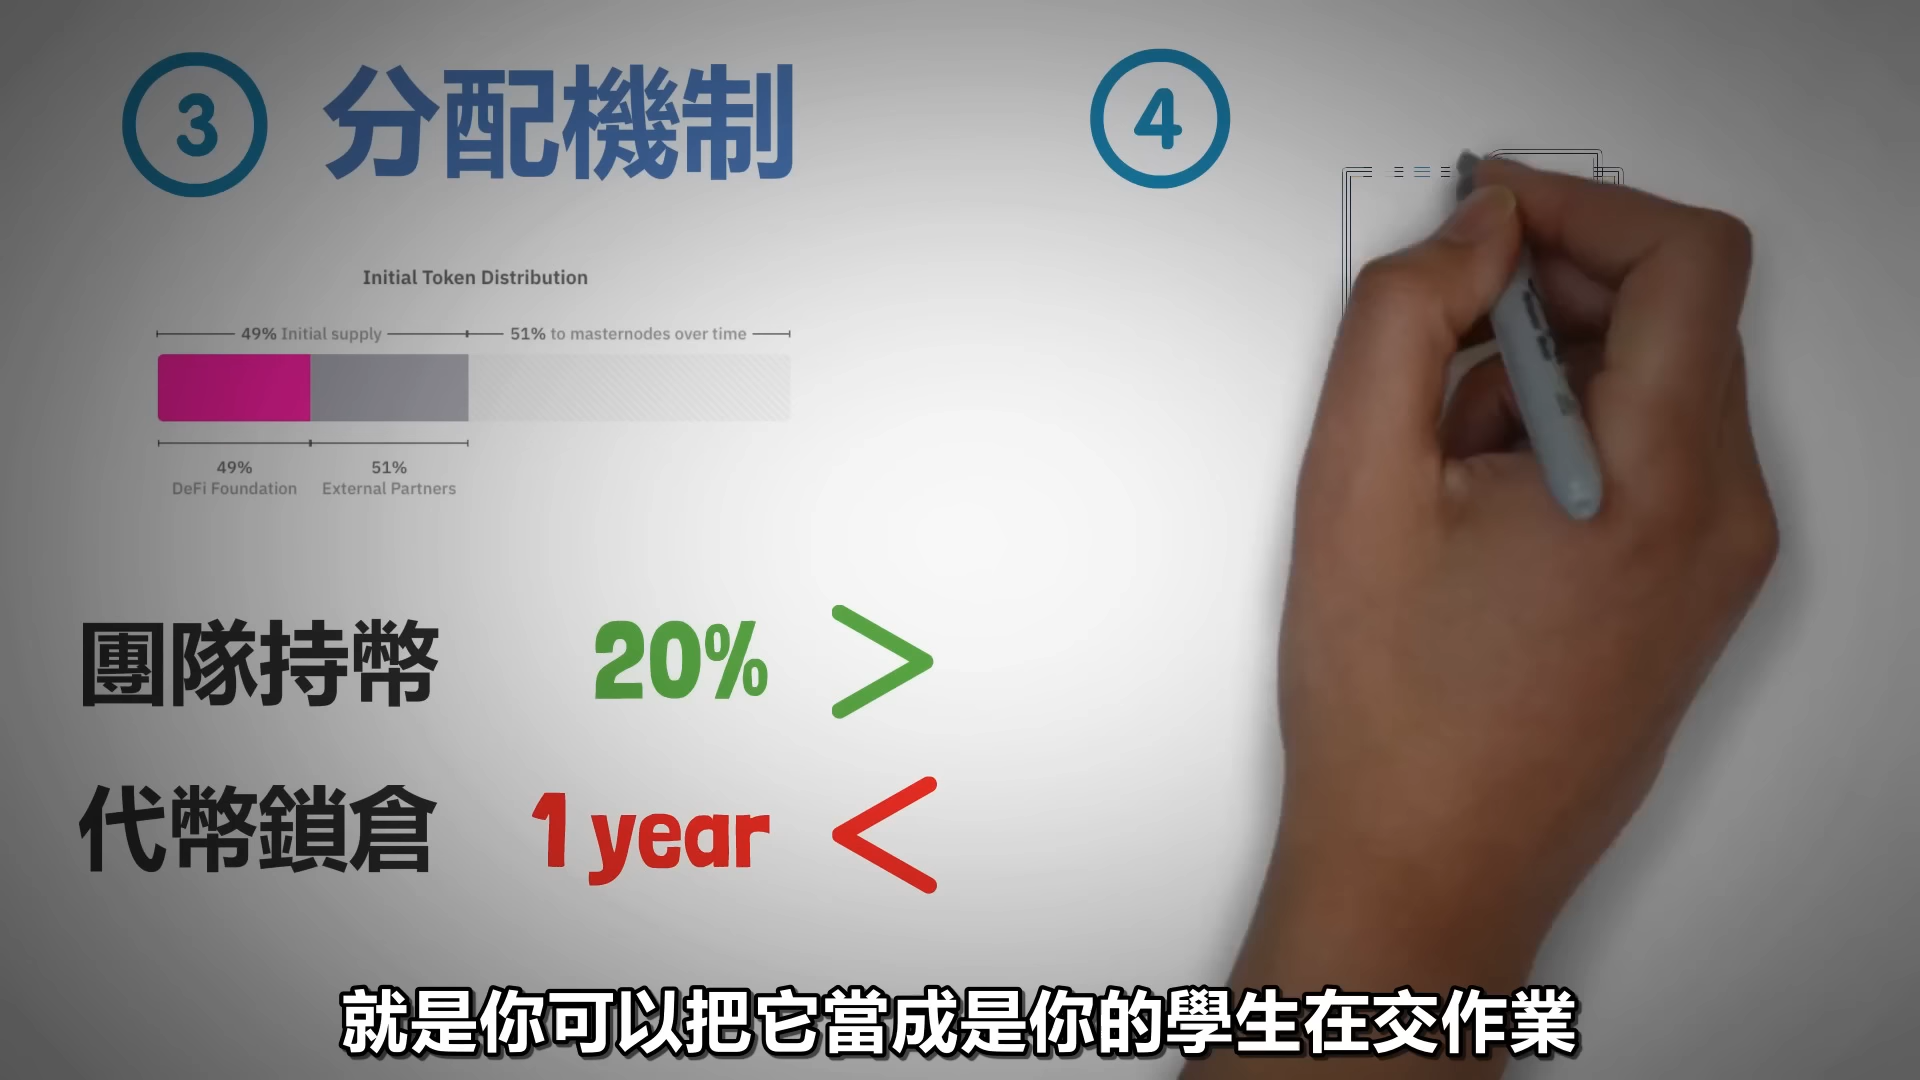 3 分配機制
4
Initial Token Distribution
49% Initial supply
51% to masternodes over time
49%
DeFi Foundation
51%
External Partners
團隊持幣 20% >
代幣鎖倉 1 year <
就是你可以把它當成是你的學生在交作業